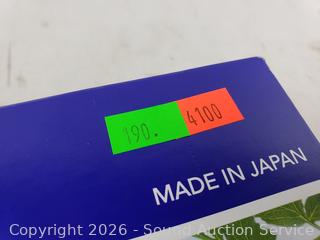 190. 4100
MADE IN JAPAN
Copyright 2026 - Sound Auction Service